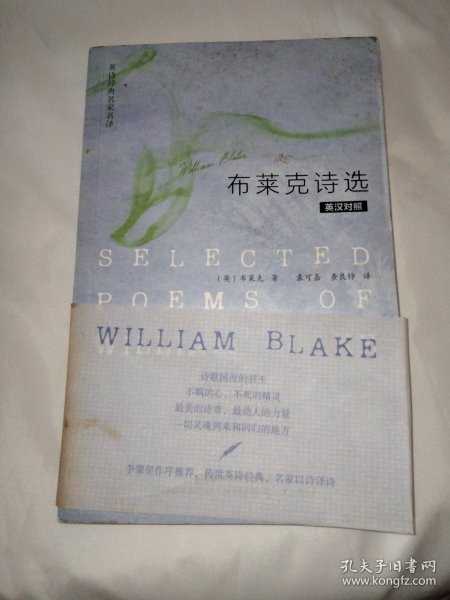 英诗经典名家名译
William Blake
布莱克诗选
英汉对照
SELECTED
(英) 布莱克 著 袁可嘉 查良铮 译
POEMS OF
WILLIAM BLAKE
诗歌国度的君王
不羁的心，不死的精灵
最美的诗章，最动人的力量
一切灵魂到来和回归的地方
李肇星作序推荐，传世英诗经典，名家以诗译诗
孔夫子旧书网
www.kongfz.com